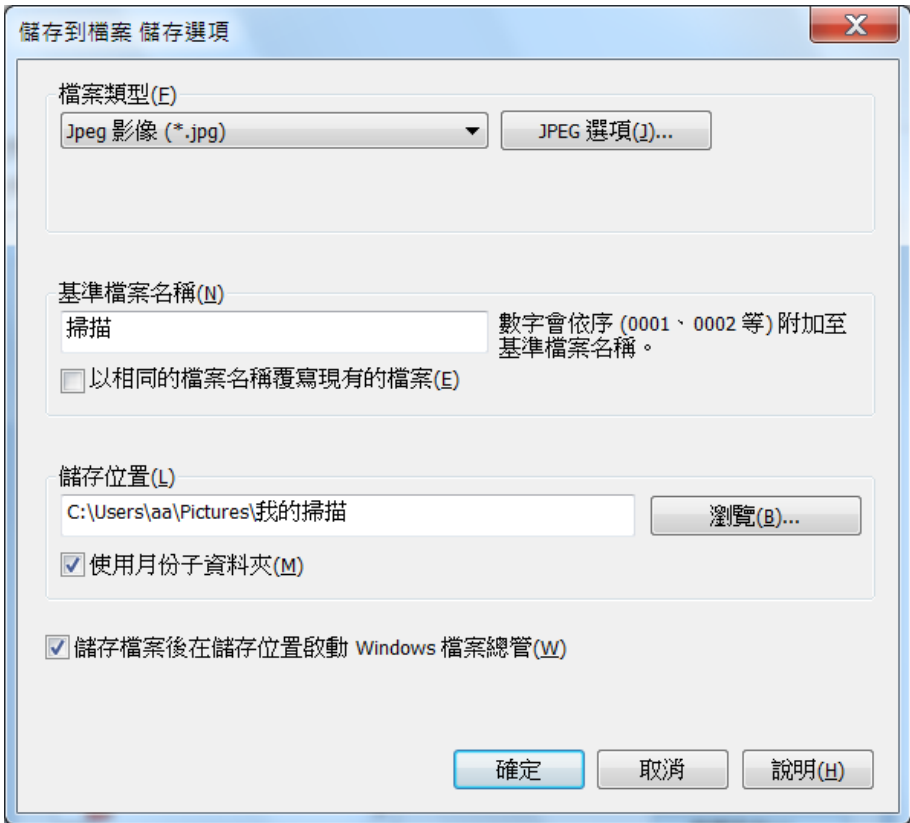 儲存到檔案 儲存選項
檔案類型(F)
Jpeg 影像 (*.jpg)
JPEG 選項(J)...
基準檔案名稱(N)
掃描
數字會依序 (0001、0002 等) 附加至
基準檔案名稱。
以相同的檔案名稱覆寫現有的檔案(E)
儲存位置(L)
C:\Users\aa\Pictures\我的掃描
瀏覽(B)...
使用月份子資料夾(M)
儲存檔案後在儲存位置啟動 Windows 檔案總管(W)
確定
取消
說明(H)